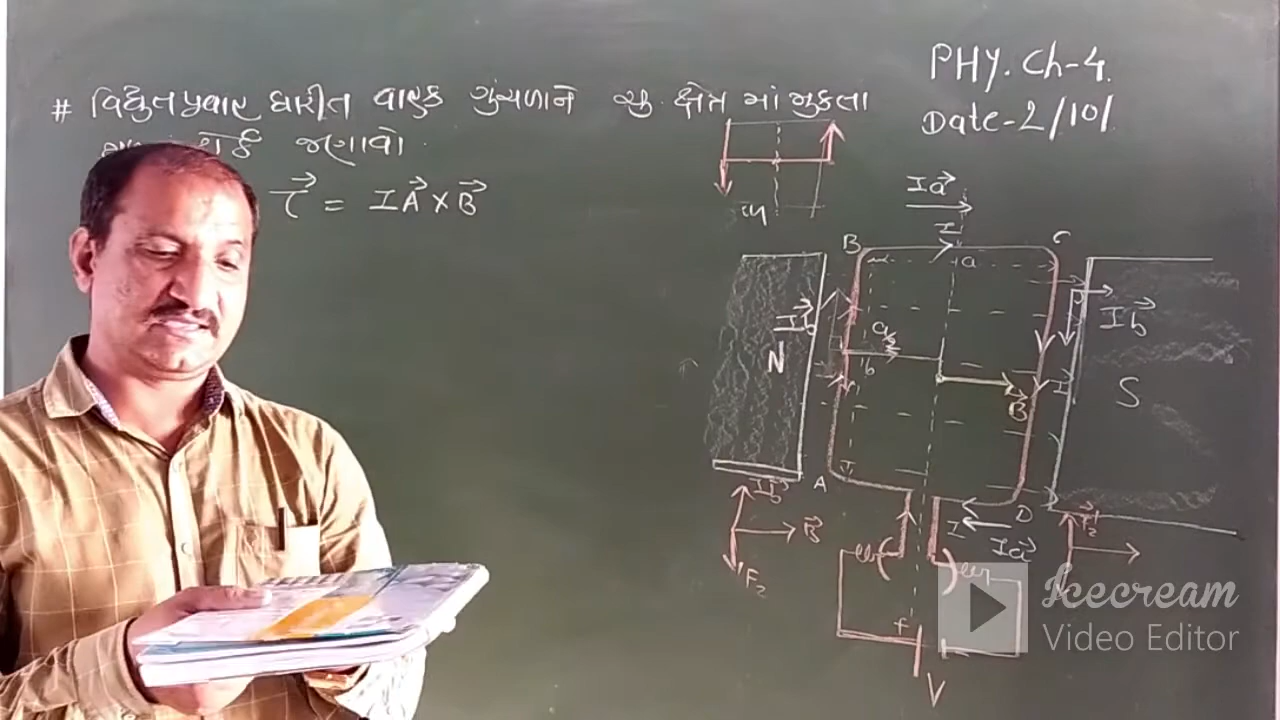 PHY. Ch-4.
Date-2/10/
# વિદ્યુતપ્રવાહ ધારીત વાહક ગુંચળાને ચુ. ક્ષેત્ર માં મુકતા
જણાવો.
τ⃗ = IA⃗ × B⃗
Ia⃗
I
B
C
a
Ib⃗
Ib⃗
N
S
B⃗
I
A
D
I
Ia⃗
B⃗
F₂
V
Icecream
Video Editor